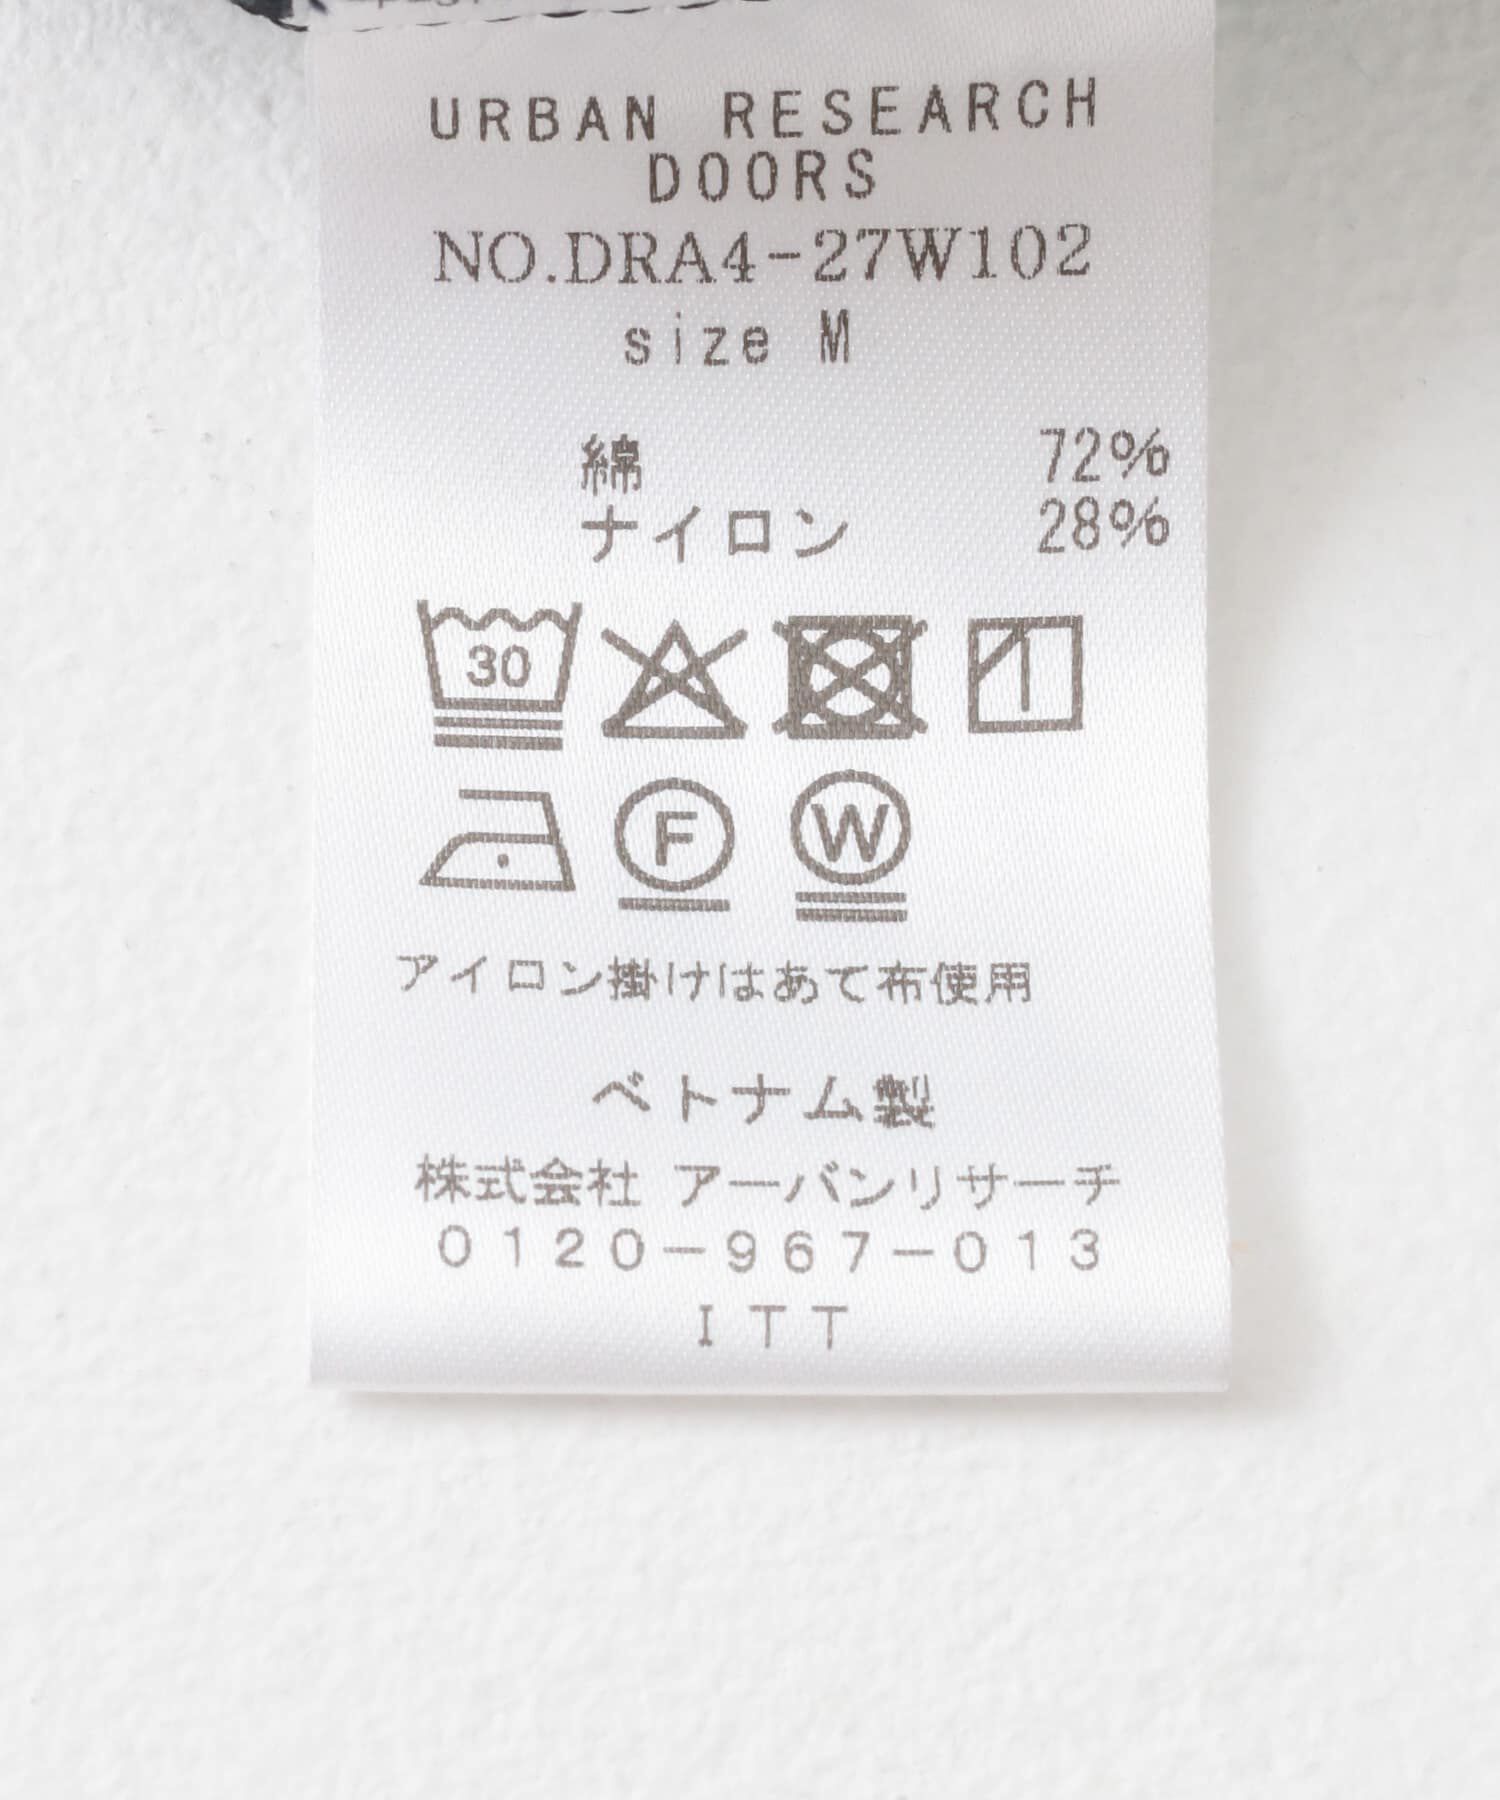 URBAN RESEARCH
DOORS
NO.DRA4-27W102
size M
綿 72%
ナイロン 28%
30
F W
アイロン掛けはあて布使用
ベトナム製
株式会社 アーバンリサーチ
0120-967-013
ITT